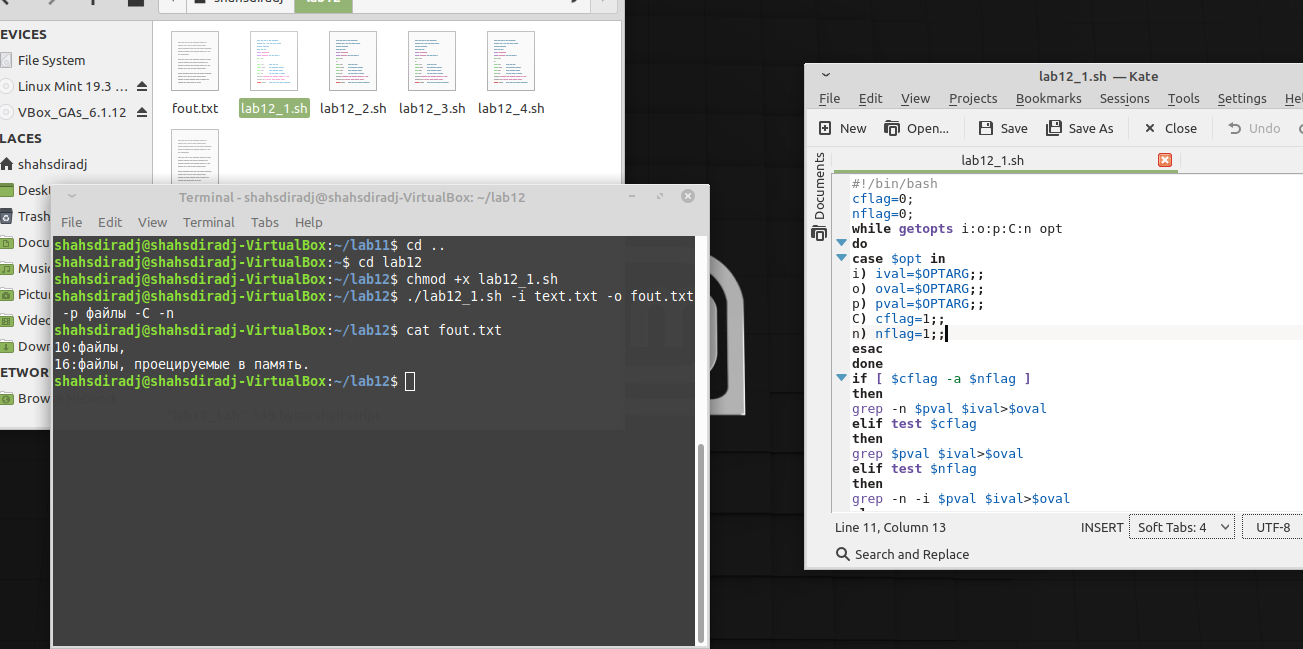 shahsdiradj
lab12
EVICES
File System
Linux Mint 19.3 ...
VBox_GAs_6.1.12
LACES
shahsdiradj
Deskt
Trash
Docu
Music
Pictu
Videc
Down
ETWOR
Brow
fout.txt
lab12_1.sh
lab12_2.sh
lab12_3.sh
lab12_4.sh
Terminal - shahsdiradj@shahsdiradj-VirtualBox: ~/lab12
File Edit View Terminal Tabs Help
shahsdiradj@shahsdiradj-VirtualBox:~/lab11$ cd ..
shahsdiradj@shahsdiradj-VirtualBox:~$ cd lab12
shahsdiradj@shahsdiradj-VirtualBox:~/lab12$ chmod +x lab12_1.sh
shahsdiradj@shahsdiradj-VirtualBox:~/lab12$ ./lab12_1.sh -i text.txt -o fout.txt
-p файлы -C -n
shahsdiradj@shahsdiradj-VirtualBox:~/lab12$ cat fout.txt
10:файлы,
16:файлы, проецируемые в память.
shahsdiradj@shahsdiradj-VirtualBox:~/lab12$
lab12_1.sh — Kate
File Edit View Projects Bookmarks Sessions Tools Settings Hel
New Open... Save Save As Close Undo
Documents
lab12_1.sh
#!/bin/bash
cflag=0;
nflag=0;
while getopts i:o:p:C:n opt
do
case $opt in
i) ival=$OPTARG;;
o) oval=$OPTARG;;
p) pval=$OPTARG;;
C) cflag=1;;
n) nflag=1;;
esac
done
if [ $cflag -a $nflag ]
then
grep -n $pval $ival>$oval
elif test $cflag
then
grep $pval $ival>$oval
elif test $nflag
then
grep -n -i $pval $ival>$oval
Line 11, Column 13
INSERT
Soft Tabs: 4
UTF-8
Search and Replace